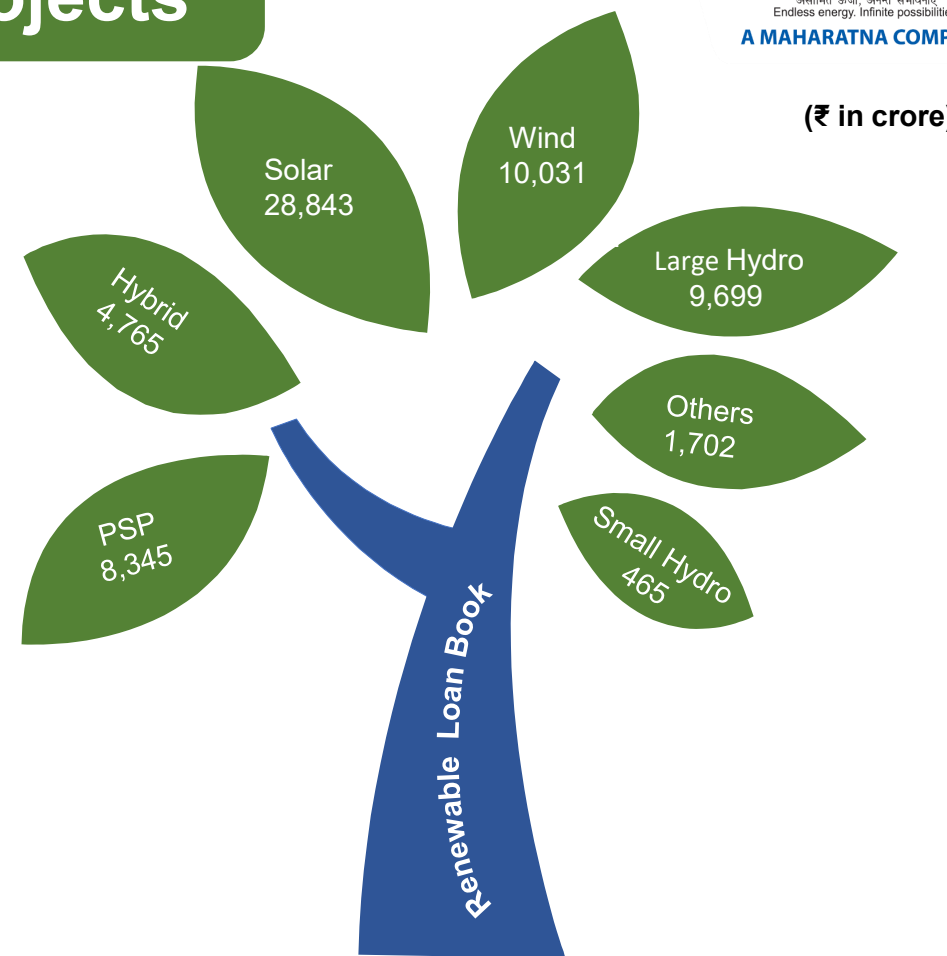 ojects
Endless energy. Infinite
A MAHARATNA COMP
(₹ in crore)
Solar
28,843
Wind
10,031
Large Hydro
9,699
Hybrid
4,765
Others
1,702
PSP
8,345
Small Hydro
465
Renewable Loan Book